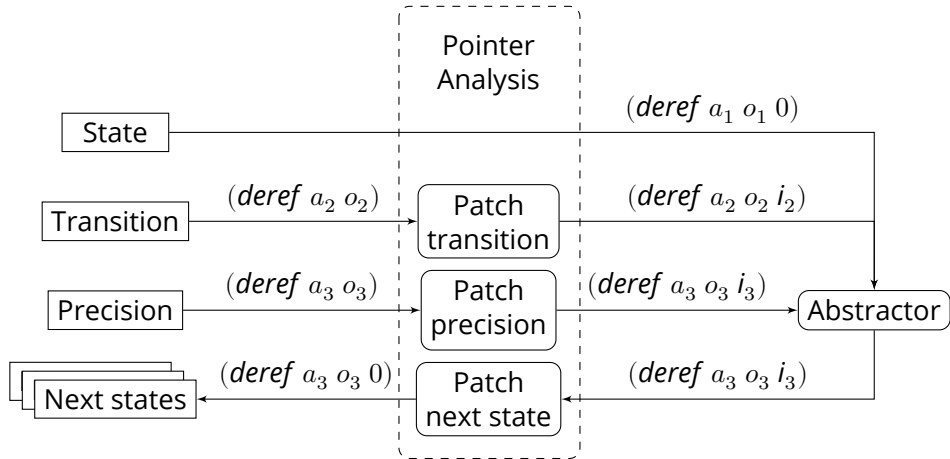 Pointer
Analysis
State
(deref a₁ o₁ 0)
Transition
(deref a₂ o₂)
Patch
transition
(deref a₂ o₂ i₂)
Precision
(deref a₃ o₃)
Patch
precision
(deref a₃ o₃ i₃)
Abstractor
Next states
(deref a₃ o₃ 0)
Patch
next state
(deref a₃ o₃ i₃)